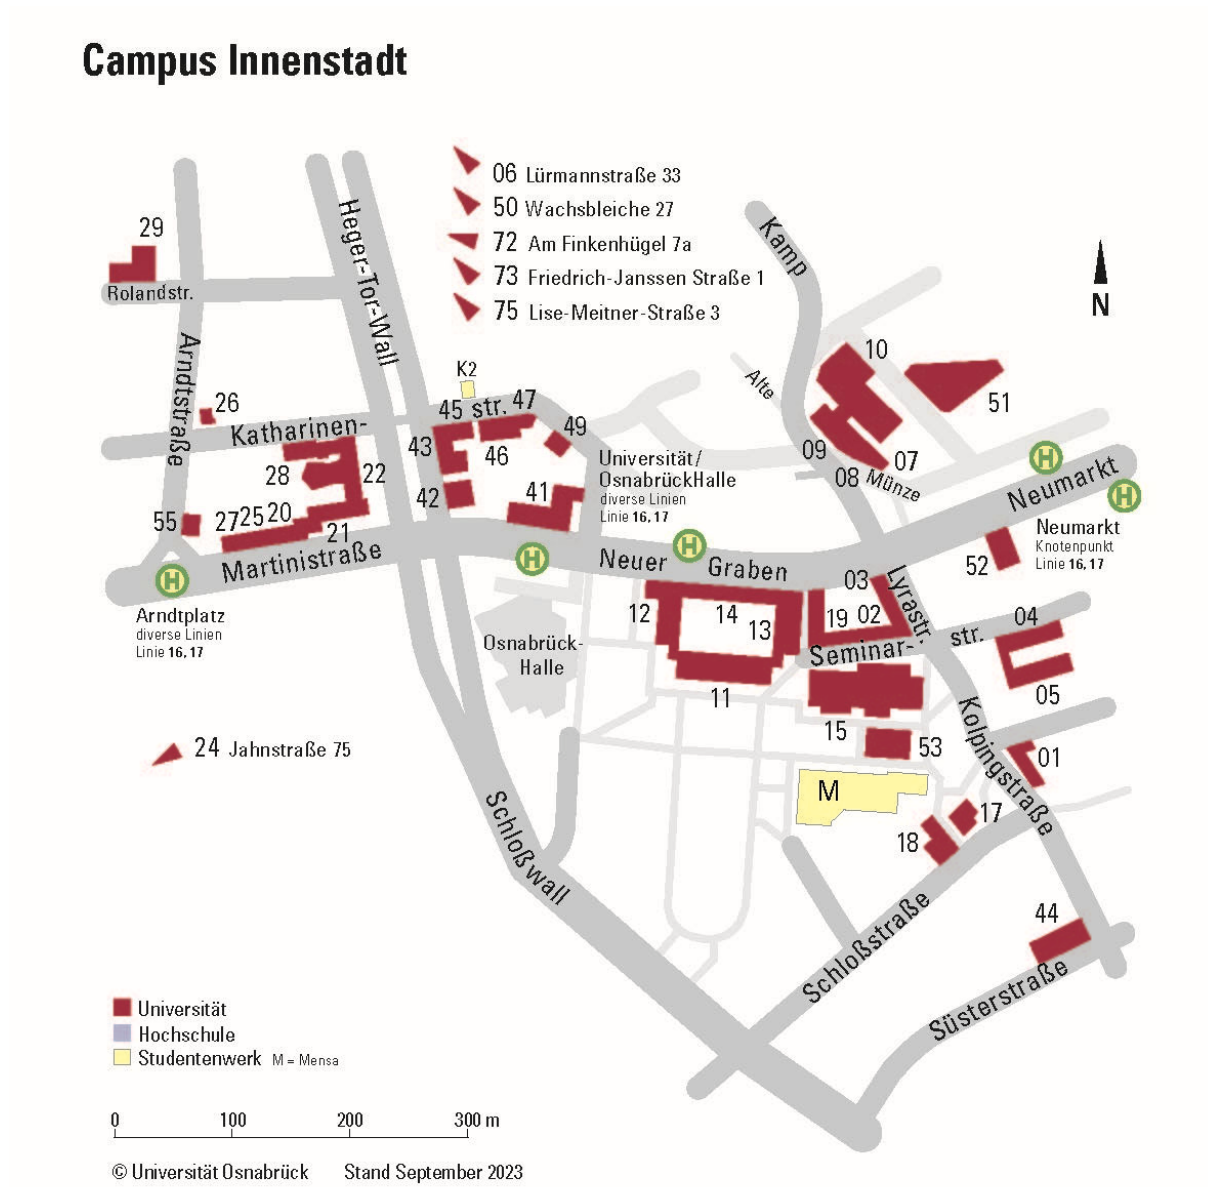 Campus Innenstadt
06 Lürmannstraße 33
50 Wachsbleiche 27
72 Am Finkenhügel 7a
73 Friedrich-Janssen Straße 1
75 Lise-Meitner-Straße 3
Kamp
N
29
Rolandstr.
Heger-Tor-Wall
Arndtstraße
K2
10
Alte
51
26
Katharinen-
45 str. 47
49
43
46
28
22
42
41
Universität/
OsnabrückHalle
diverse Linien
Linie 16, 17
09
07
08 Münze
H
Neumarkt
H
Neumarkt
Knotenpunkt
Linie 16, 17
55
27 25 20
21
Martinistraße
H
H
H
Neuer Graben
52
Arndtplatz
diverse Linien
Linie 16, 17
Osnabrück-
Halle
12
14
13
11
03
19 02
Lyrastr.
Seminar-
str.
04
05
15
53
Kolpingstraße
01
24 Jahnstraße 75
M
17
18
Schloßwall
Schloßstraße
44
Süsterstraße
Universität
Hochschule
Studentenwerk M = Mensa
0 100 200 300 m
© Universität Osnabrück Stand September 2023